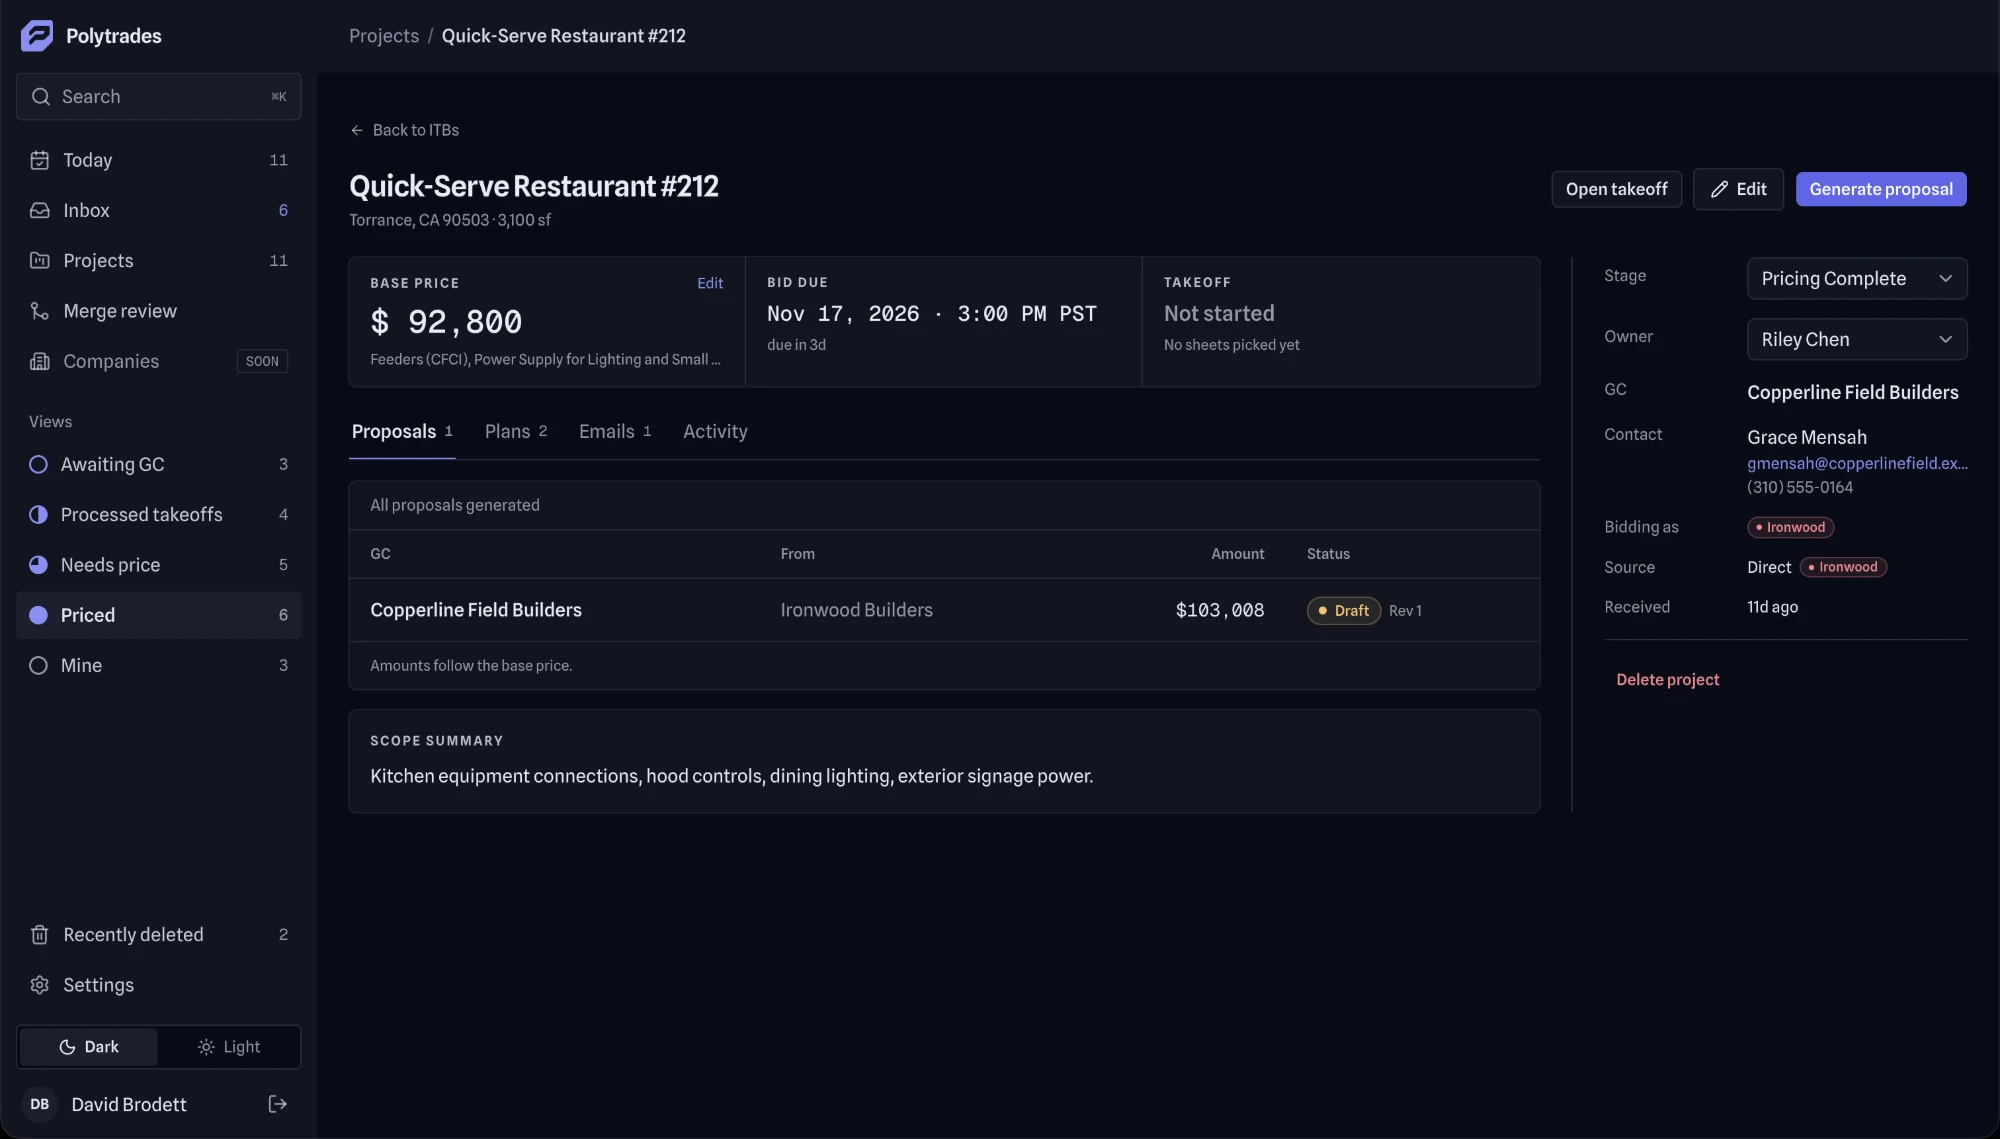 Polytrades
Projects / Quick-Serve Restaurant #212
Search ⌘K
Today 11
Inbox 6
Projects 11
Merge review
Companies SOON
Views
Awaiting GC 3
Processed takeoffs 4
Needs price 5
Priced 6
Mine 3
Recently deleted 2
Settings
Dark Light
DB David Brodett
← Back to ITBs
Quick-Serve Restaurant #212
Torrance, CA 90503 · 3,100 sf
Open takeoff Edit Generate proposal
BASE PRICE Edit
$ 92,800
Feeders (CFCI), Power Supply for Lighting and Small ...
BID DUE
Nov 17, 2026 · 3:00 PM PST
due in 3d
TAKEOFF
Not started
No sheets picked yet
Proposals 1 Plans 2 Emails 1 Activity
All proposals generated
GC From Amount Status
Copperline Field Builders Ironwood Builders $103,008 Draft Rev 1
Amounts follow the base price.
SCOPE SUMMARY
Kitchen equipment connections, hood controls, dining lighting, exterior signage power.
Stage Pricing Complete
Owner Riley Chen
GC Copperline Field Builders
Contact Grace Mensah
gmensah@copperlinefield.ex...
(310) 555-0164
Bidding as Ironwood
Source Direct Ironwood
Received 11d ago
Delete project